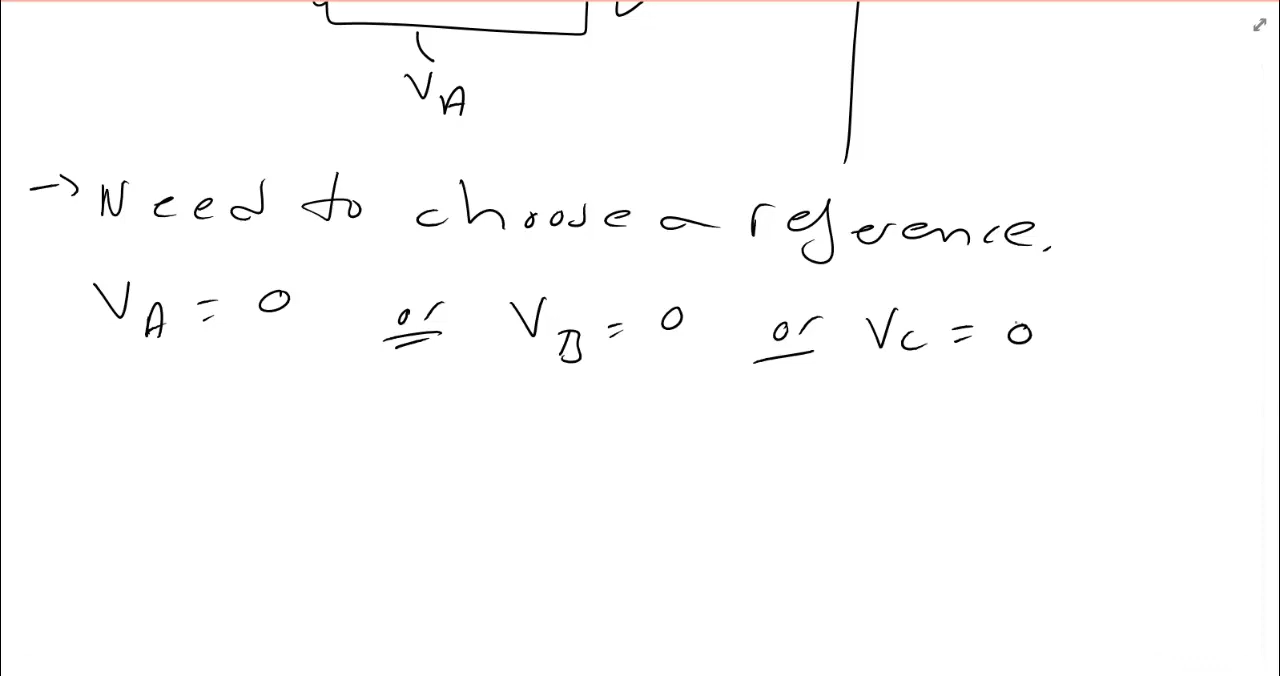 VA
→ Need to choose a reference.
VA = 0 or VB = 0 or VC = 0